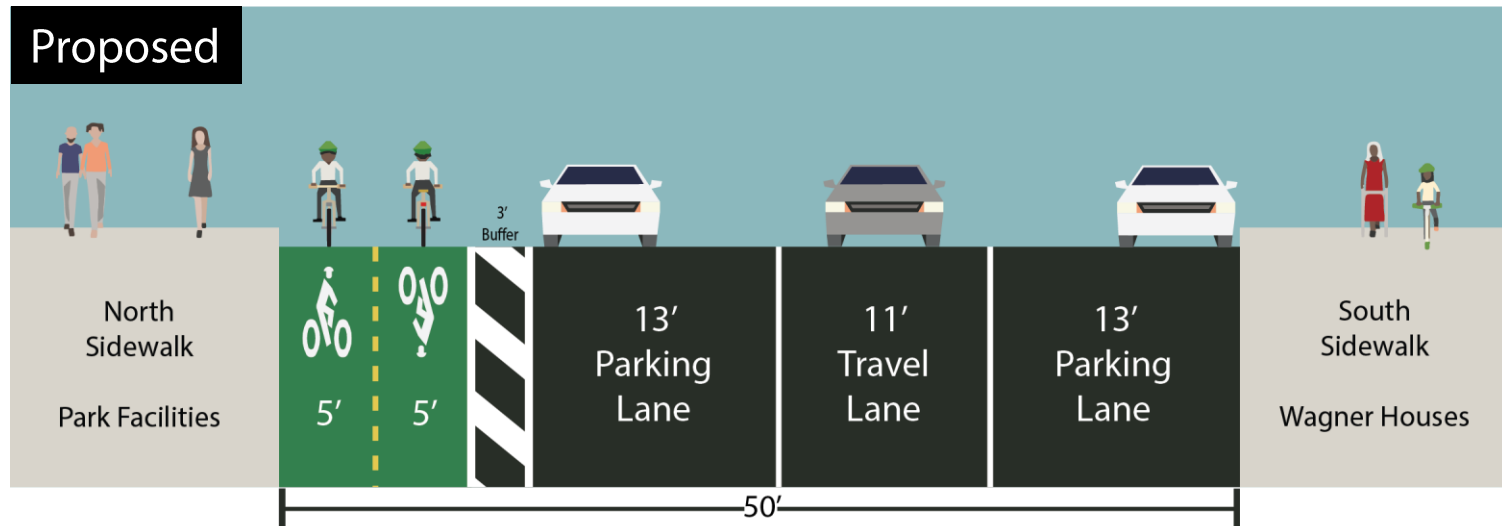 Proposed
3’
Buffer
North
Sidewalk
Park Facilities
5’
5’
13’
Parking
Lane
11’
Travel
Lane
13’
Parking
Lane
South
Sidewalk
Wagner Houses
50’